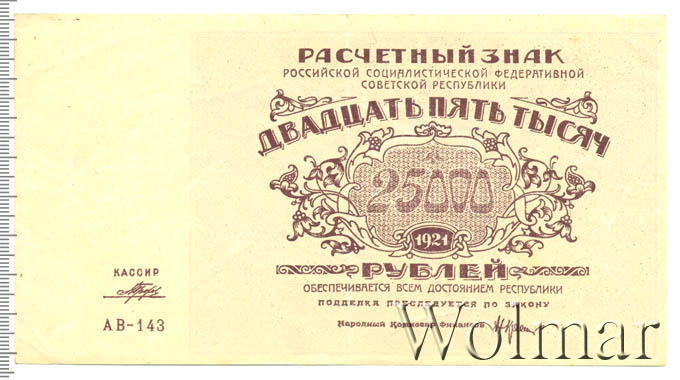 РАСЧЕТНЫЙ ЗНАК
РОССИЙСКОЙ СОЦИАЛИСТИЧЕСКОЙ ФЕДЕРАТИВНОЙ
СОВЕТСКОЙ РЕСПУБЛИКИ
ДВАДЦАТЬ ПЯТЬ ТЫСЯЧ
25000
1921
РУБЛЕЙ
ОБЕСПЕЧИВАЕТСЯ ВСЕМ ДОСТОЯНИЕМ РЕСПУБЛИКИ
ПОДДЕЛКА ПРЕСЛЕДУЕТСЯ ПО ЗАКОНУ
Народный Комиссар Финансов
КАССИР
АВ-143
Wolmar